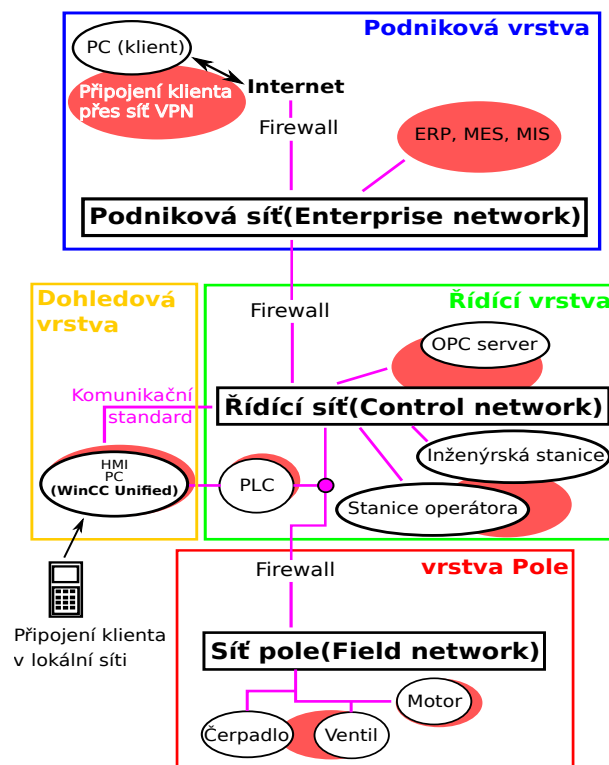 Podniková vrstva
PC (klient)
Připojení klienta
přes síť VPN
Internet
Firewall
ERP, MES, MIS
Podniková síť(Enterprise network)
Dohledová
vrstva
Firewall
Řídící vrstva
OPC server
Komunikační
standard
Řídící síť(Control network)
Inženýrská stanice
HMI
PC
(WinCC Unified)
PLC
Stanice operátora
Firewall
vrstva Pole
Připojení klienta
v lokální síti
Síť pole(Field network)
Motor
Čerpadlo
Ventil